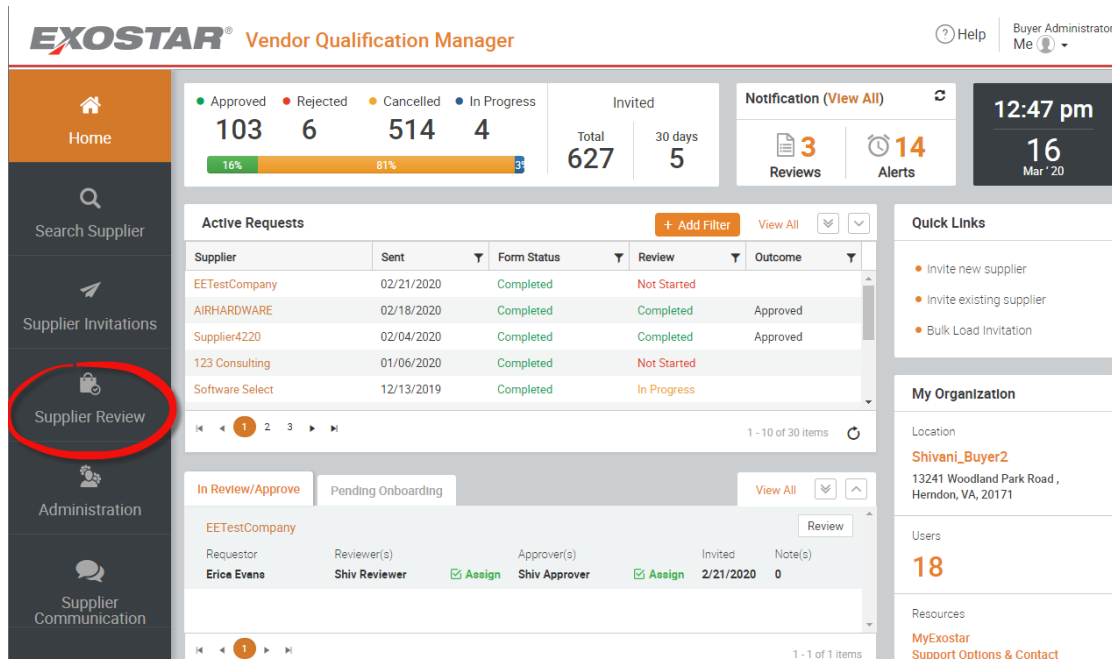 EXOSTAR® Vendor Qualification Manager
? Help
Buyer Administrator
Me
Home
Search Supplier
Supplier Invitations
Supplier Review
Administration
Supplier
Communication
Approved Rejected Cancelled In Progress
103 6 514 4
16% 81% 3%
Invited
Total 30 days
627 5
Notification (View All)
3 14
Reviews Alerts
12:47 pm
16
Mar ' 20
Active Requests + Add Filter View All
Supplier Sent Form Status Review Outcome
EETestCompany 02/21/2020 Completed Not Started
AIRHARDWARE 02/18/2020 Completed Completed Approved
Supplier4220 02/04/2020 Completed Completed Approved
123 Consulting 01/06/2020 Completed Not Started
Software Select 12/13/2019 Completed In Progress
1 2 3 1 - 10 of 30 items
In Review/Approve Pending Onboarding View All
EETestCompany Review
Requestor Reviewer(s) Approver(s) Invited Note(s)
Erica Evans Shiv Reviewer Assign Shiv Approver Assign 2/21/2020 0
1 1 - 1 of 1 items
Quick Links
Invite new supplier
Invite existing supplier
Bulk Load Invitation
My Organization
Location
Shivani_Buyer2
13241 Woodland Park Road ,
Herndon, VA, 20171
Users
18
Resources
MyExostar
Support Options & Contact